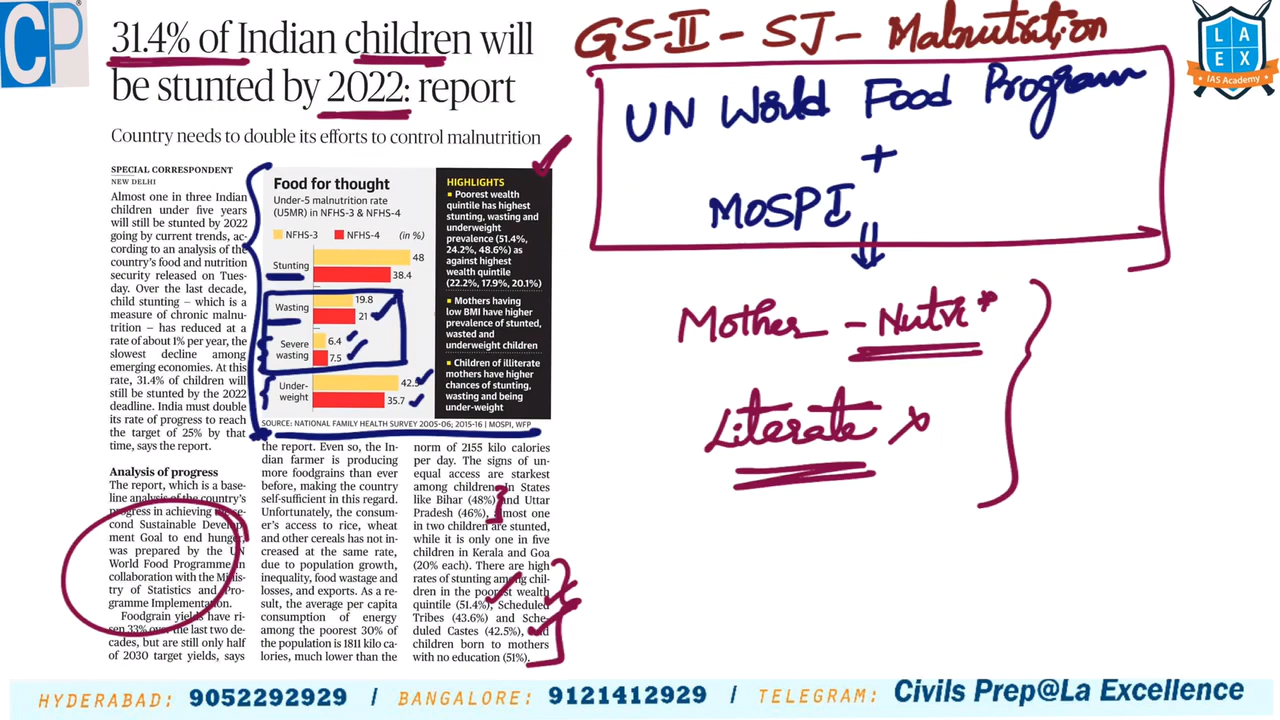 CP
31.4% of Indian children will
be stunted by 2022: report
Country needs to double its efforts to control malnutrition
SPECIAL CORRESPONDENT
NEW DELHI
Almost one in three Indian
children under five years
will still be stunted by 2022
going by current trends, ac-
cording to an analysis of the
country's food and nutrition
security released on Tues-
day. Over the last decade,
child stunting – which is a
measure of chronic malnu-
trition – has reduced at a
rate of about 1% per year, the
slowest decline among
emerging economies. At this
rate, 31.4% of children will
still be stunted by the 2022
deadline. India must double
its rate of progress to reach
the target of 25% by that
time, says the report.
Analysis of progress
The report, which is a base-
line analysis of the country's
progress in achieving the se-
cond Sustainable Develop-
ment Goal to end hunger,
was prepared by the UN
World Food Programme in
collaboration with the Minis-
try of Statistics and Pro-
gramme Implementation.
Foodgrain yields have ri-
sen 33% over the last two de-
cades, but are still only half
of 2030 target yields, says
Food for thought
Under-5 malnutrition rate
(U5MR) in NFHS-3 & NFHS-4
NFHS-3 NFHS-4 (in %)
Stunting 48
38.4
Wasting 19.8
21
Severe wasting 6.4
7.5
Under-weight 42.5
35.7
HIGHLIGHTS
Poorest wealth
quintile has highest
stunting, wasting and
underweight
prevalence (51.4%,
24.2%, 48.6%) as
against highest
wealth quintile
(22.2%, 17.9%, 20.1%)
Mothers having
low BMI have higher
prevalence of stunted,
wasted and
underweight children
Children of illiterate
mothers have higher
chances of stunting,
wasting and being
under-weight
SOURCE: NATIONAL FAMILY HEALTH SURVEY 2005-06; 2015-16 | MOSPI, WFP
the report. Even so, the In-
dian farmer is producing
more foodgrains than ever
before, making the country
self-sufficient in this regard.
Unfortunately, the consum-
er's access to rice, wheat
and other cereals has not in-
creased at the same rate,
due to population growth,
inequality, food wastage and
losses, and exports. As a re-
sult, the average per capita
consumption of energy
among the poorest 30% of
the population is 1811 kilo ca-
lories, much lower than the
norm of 2155 kilo calories
per day. The signs of un-
equal access are starkest
among children in States
like Bihar (48%) and Uttar
Pradesh (46%), almost one
in two children are stunted,
while it is only one in five
children in Kerala and Goa
(20% each). There are high
rates of stunting among chil-
dren in the poorest wealth
quintile (51.4%), Scheduled
Tribes (43.6%) and Sche-
duled Castes (42.5%), and
children born to mothers
with no education (51%).
GS-II - SJ - Malnutrition
UN World Food Program
+
MOSPI
Mother - Nutri*
Literate x
LAEX
IAS Academy
HYDERABAD: 9052292929 / BANGALORE: 9121412929 / TELEGRAM: Civils Prep@La Excellence